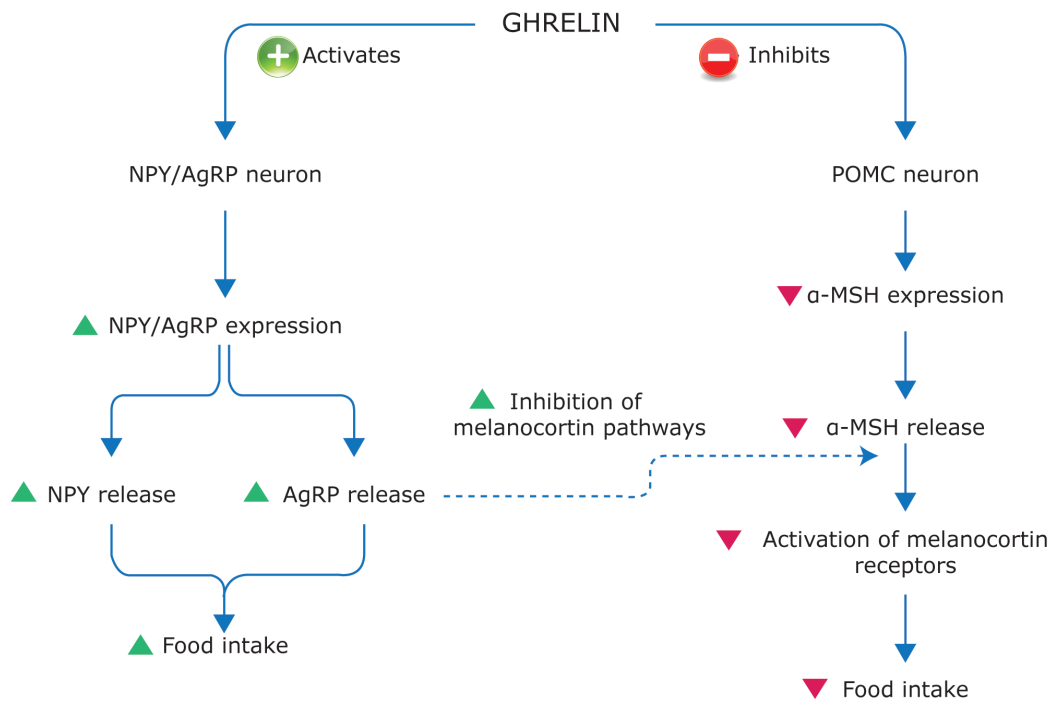 GHRELIN
Activates
Inhibits
NPY/AgRP neuron
POMC neuron
α-MSH expression
NPY/AgRP expression
Inhibition of
melanocortin pathways
α-MSH release
NPY release
AgRP release
Activation of melanocortin
receptors
Food intake
Food intake